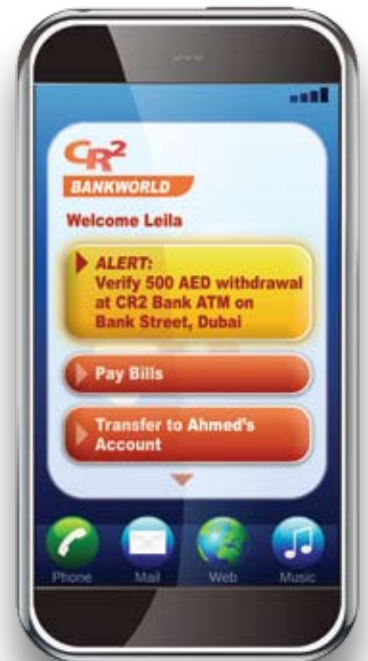 CR2
BANKWORLD
Welcome Leila
ALERT:
Verify 500 AED withdrawal
at CR2 Bank ATM on
Bank Street, Dubai
Pay Bills
Transfer to Ahmed's
Account
Phone Mail Web Music